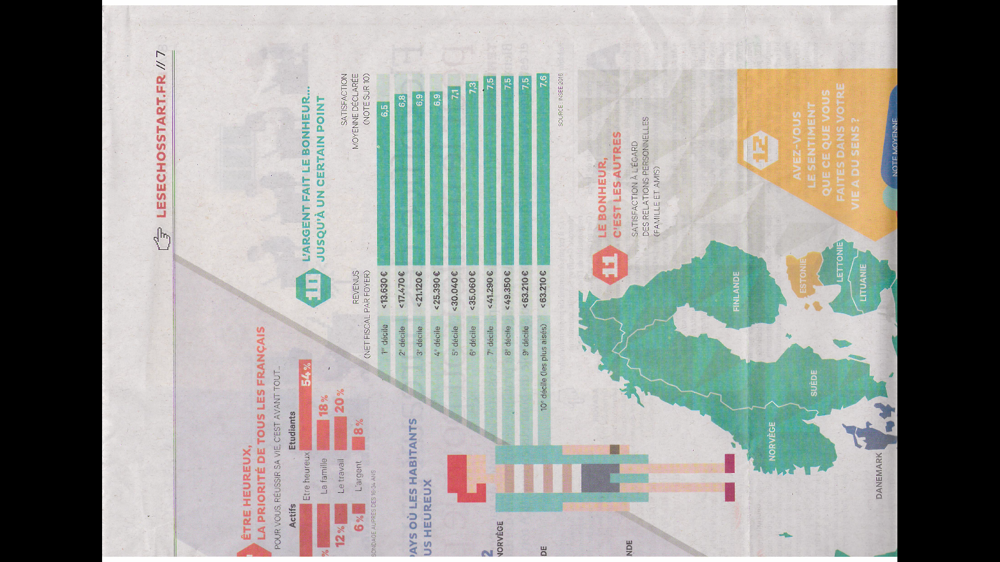 LESECHOSSTART.FR // 7
ÊTRE HEUREUX,
LA PRIORITÉ DE TOUS LES FRANÇAIS
POUR VOUS, RÉUSSIR SA VIE, C'EST AVANT TOUT...
Actifs Etudiants
Etre heureux 54%
% La famille 18%
12% Le travail 20%
6% L'argent 8%
SONDAGE AUPRÈS DES 16-34 ANS
PAYS OÙ LES HABITANTS
US HEUREUX
2
NORVÈGE
DE
NDE
10
L'ARGENT FAIT LE BONHEUR...
JUSQU'À UN CERTAIN POINT
REVENUS
(NET FISCAL PAR FOYER)
SATISFACTION
MOYENNE DÉCLARÉE
(NOTE SUR 10)
1er décile <13.630€ 6,5
2e décile <17.470€ 6,8
3e décile <21.120€ 6,9
4e décile <25.390€ 6,9
5e décile <30.040€ 7,1
6e décile <35.060€ 7,3
7e décile <41.290€ 7,5
8e décile <49.350€ 7,5
9e décile <63.210€ 7,5
10e décile (les plus aisés) <63.210€ 7,6
SOURCE : INSEE 2016
11
LE BONHEUR,
C'EST LES AUTRES
SATISFACTION À L'ÉGARD
DES RELATIONS PERSONNELLES
(FAMILLE ET AMIS)
FINLANDE
ESTONIE
LETTONIE
LITUANIE
SUÈDE
NORVÈGE
DANEMARK
12
AVEZ-VOUS
LE SENTIMENT
QUE CE QUE VOUS
FAITES DANS VOTRE
VIE A DU SENS ?
NOTE MOYENNE